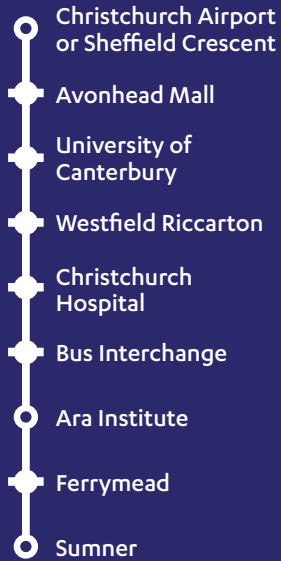 Christchurch Airport
or Sheffield Crescent
Avonhead Mall
University of
Canterbury
Westfield Riccarton
Christchurch
Hospital
Bus Interchange
Ara Institute
Ferrymead
Sumner